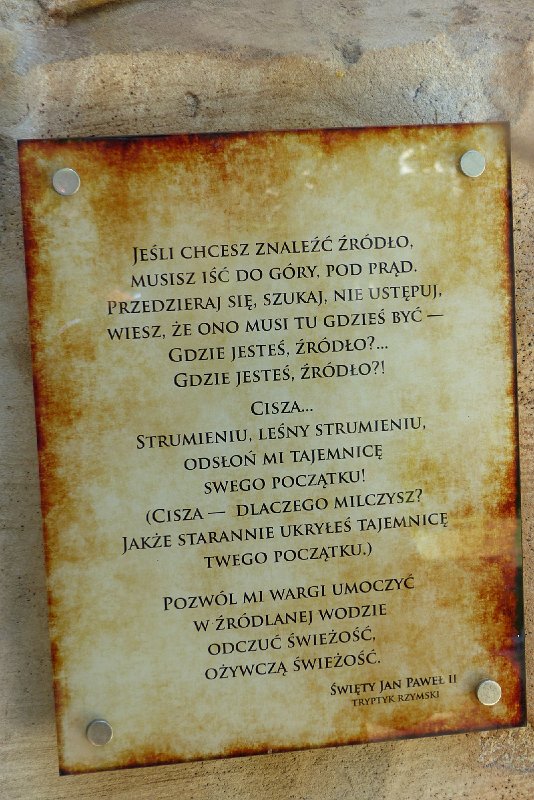 Jeśli chcesz znaleźć źródło,
musisz iść do góry, pod prąd.
Przedzieraj się, szukaj, nie ustępuj,
wiesz, że ono musi tu gdzieś być —
Gdzie jesteś, źródło?...
Gdzie jesteś, źródło?!
Cisza...
Strumieniu, leśny strumieniu,
odsłoń mi tajemnicę
swego początku!
(Cisza — dlaczego milczysz?
Jakże starannie ukryłeś tajemnicę
twego początku.)
Pozwól mi wargi umoczyć
w źródlanej wodzie
odczuć świeżość,
ożywczą świeżość.
Święty Jan Paweł II
Tryptyk Rzymski